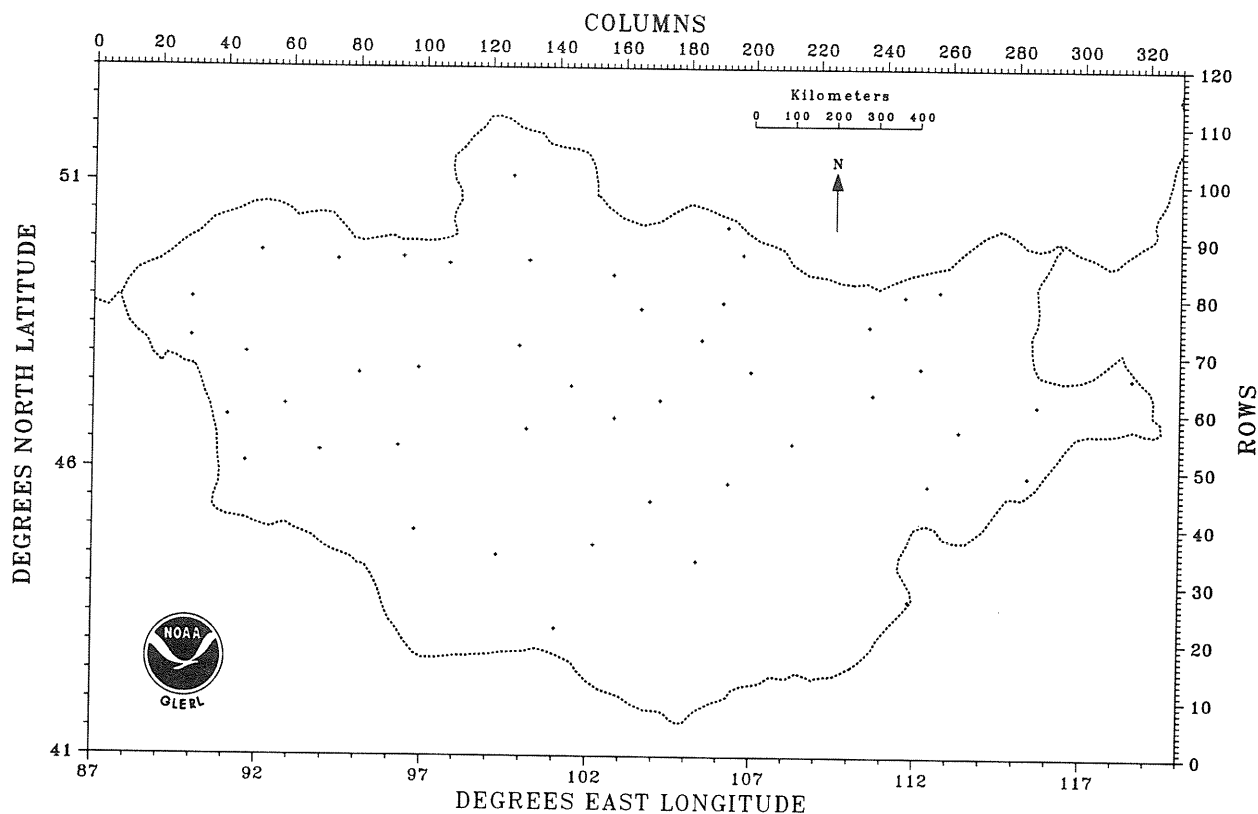 COLUMNS
0 20 40 60 80 100 120 140 160 180 200 220 240 260 280 300 320
Kilometers
0 100 200 300 400
N
120
110
100
90
80
70
60
50
40
30
20
10
0
ROWS
DEGREES NORTH LATITUDE
51
46
41
NOAA
GLERL
87 92 97 102 107 112 117
DEGREES EAST LONGITUDE